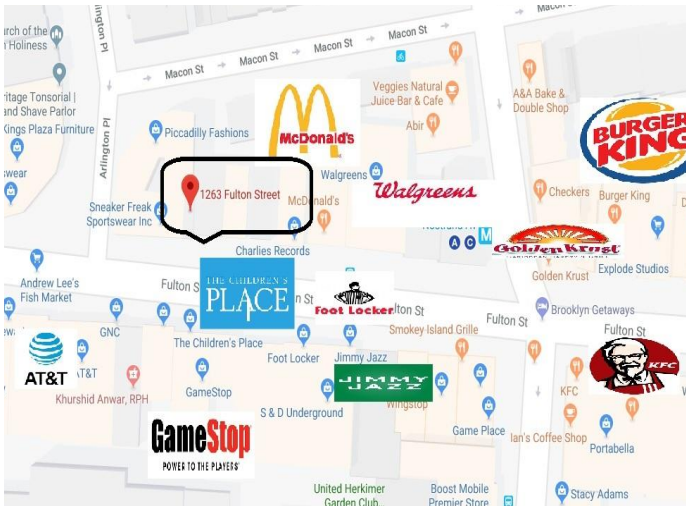 urch of the
Holiness
ington Pl
Macon St
Macon St
Macon St
Macon
Veggies Natural
Juice Bar & Cafe
Abir
A&A Bake &
Double Shop
BURGER
KING
ritage Tonsorial |
and Shave Parlor
Kings Plaza Furniture
swear
Arlington Pl
Piccadilly Fashions
McDonald's
Walgreens
Walgreens
1263 Fulton Street
McDonald's
Sneaker Freak
Sportswear Inc
Charlies Records
Checkers
Burger King
A C M
Golden Krust
Golden Krust
Explode Studios
Andrew Lee's
Fish Market
Fulton St
THE CHILDREN'S
PLACE
n St
Foot Locker
lton St
Brooklyn Getaways
Fulton St
Fulton St
Smokey Island Grille
GNC
The Children's Place
Foot Locker
Jimmy Jazz
AT&T
AT&T
Khurshid Anwar, RPH
GameStop
JIMMY
JAZZ
Wingstop
KFC
KFC
S & D Underground
Game Place
Ian's Coffee Shop
Portabella
GameStop
POWER TO THE PLAYERS
United Herkimer
Garden Club
Boost Mobile
Premier Store
Stacy Adams